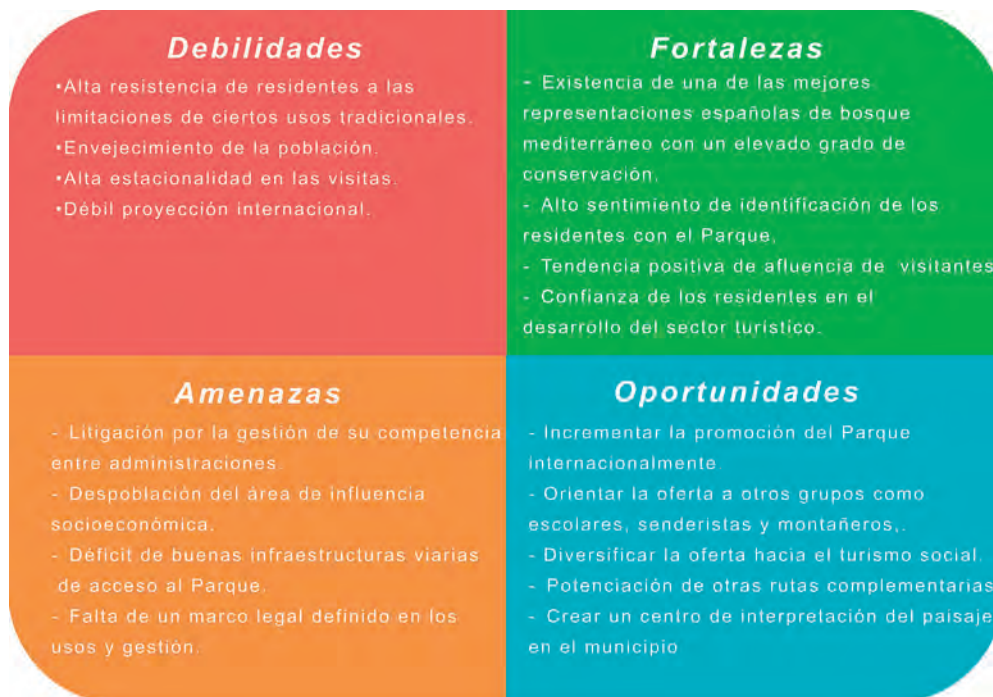 Debilidades
•Alta resistencia de residentes a las
limitaciones de ciertos usos tradicionales.
•Envejecimiento de la población.
•Alta estacionalidad en las visitas.
•Débil proyección internacional.
Fortalezas
- Existencia de una de las mejores
representaciones españolas de bosque
mediterráneo con un elevado grado de
conservación.
- Alto sentimiento de identificación de los
residentes con el Parque.
- Tendencia positiva de afluencia de visitantes
- Confianza de los residentes en el
desarrollo del sector turístico.
Amenazas
- Litigación por la gestión de su competencia
entre administraciones.
- Despoblación del área de influencia
socioeconómica.
- Déficit de buenas infraestructuras viarias
de acceso al Parque.
- Falta de un marco legal definido en los
usos y gestión.
Oportunidades
- Incrementar la promoción del Parque
internacionalmente.
- Orientar la oferta a otros grupos como
escolares, senderistas y montañeros,.
- Diversificar la oferta hacia el turismo social.
- Potenciación de otras rutas complementarias
- Crear un centro de interpretación del paisaje
en el municipio